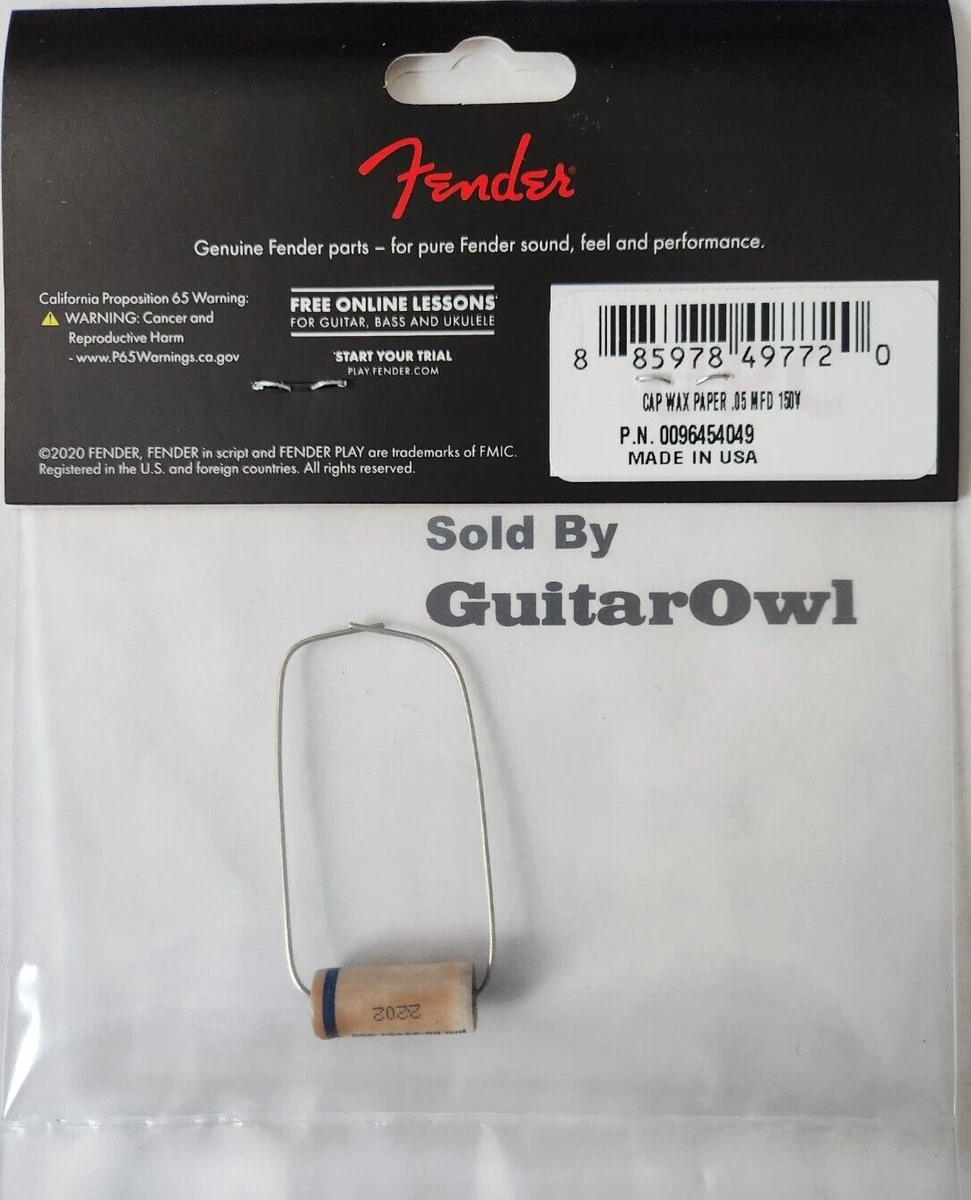 Fender®
Genuine Fender parts – for pure Fender sound, feel and performance.
California Proposition 65 Warning:
WARNING: Cancer and
Reproductive Harm
- www.P65Warnings.ca.gov
FREE ONLINE LESSONS*
FOR GUITAR, BASS AND UKULELE
*START YOUR TRIAL
PLAY.FENDER.COM
©2020 FENDER, FENDER in script and FENDER PLAY are trademarks of FMIC.
Registered in the U.S. and foreign countries. All rights reserved.
8 85978 49772 0
CAP WAX PAPER .05 MFD 150V
P.N. 0096454049
MADE IN USA
Sold By
GuitarOwl
2202